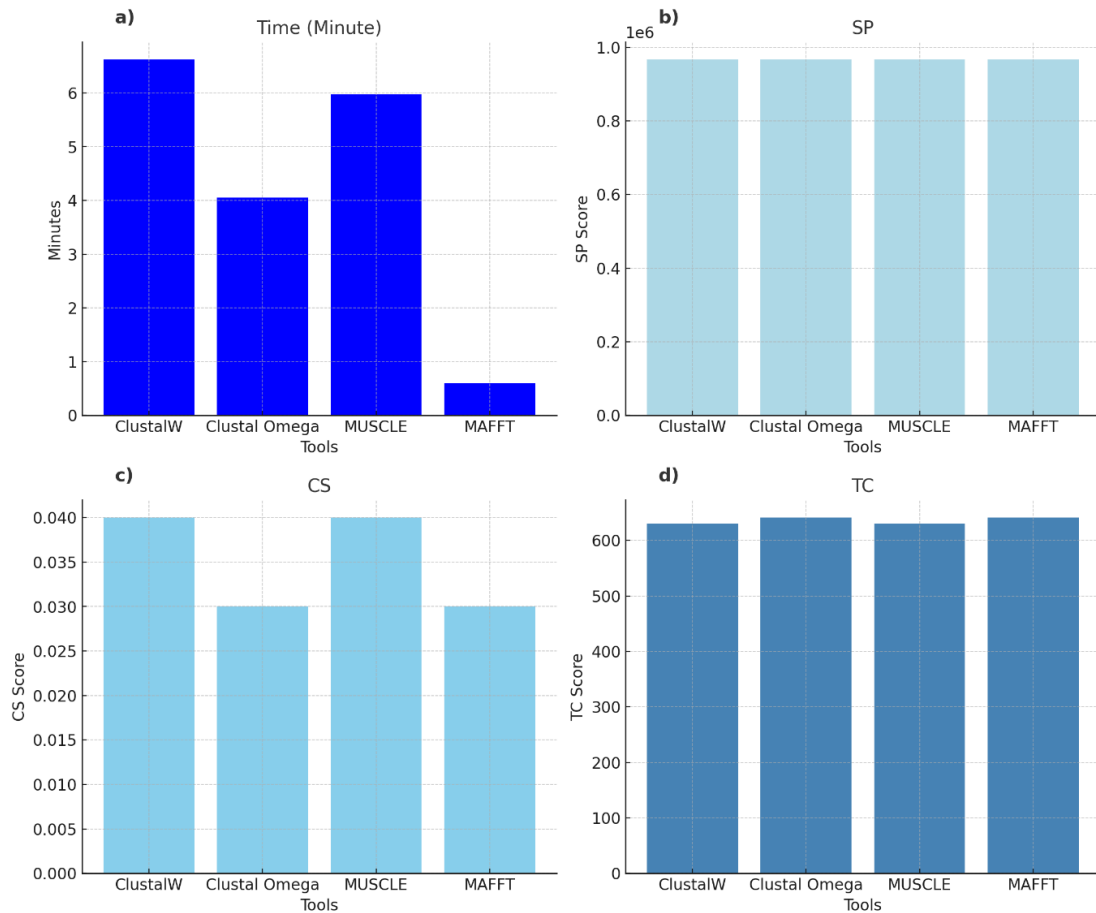 a)
Time (Minute)
6
5
4
3
2
1
0
Minutes
ClustalW Clustal Omega MUSCLE MAFFT
Tools
b)
SP
1e6
1.0
0.8
0.6
0.4
0.2
0.0
SP Score
ClustalW Clustal Omega MUSCLE MAFFT
Tools
c)
CS
0.040
0.035
0.030
0.025
0.020
0.015
0.010
0.005
0.000
CS Score
ClustalW Clustal Omega MUSCLE MAFFT
Tools
d)
TC
600
500
400
300
200
100
0
TC Score
ClustalW Clustal Omega MUSCLE MAFFT
Tools